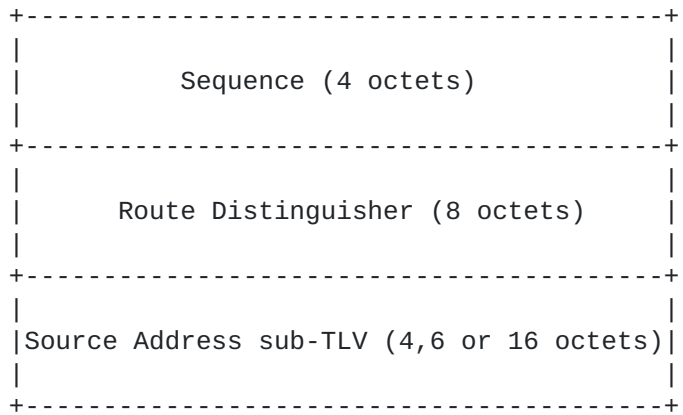 Sequence (4 octets)
Route Distinguisher (8 octets)
Source Address sub-TLV (4,6 or 16 octets)